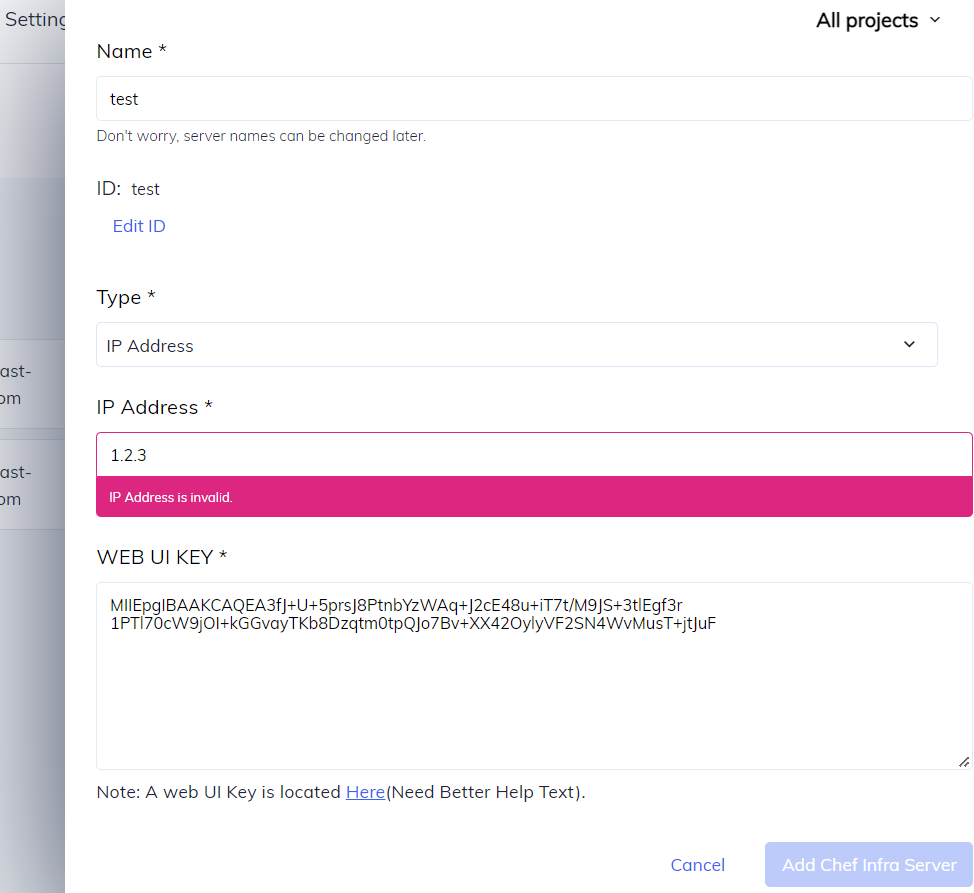 Setting
All projects
Name *
test
Don't worry, server names can be changed later.
ID: test
Edit ID
Type *
IP Address
ast-
om
IP Address *
1.2.3
IP Address is invalid.
ast-
om
WEB UI KEY *
MIIEpgIBAAKCAQEA3fJ+U+5prsJ8PtnbYzWAq+J2cE48u+iT7t/M9JS+3tlEgf3r
1PTl70cW9jOI+kGGvayTKb8Dzqtm0tpQJo7Bv+XX42OylyVF2SN4WvMusT+jtJuF
Note: A web UI Key is located Here(Need Better Help Text).
Cancel
Add Chef Infra Server